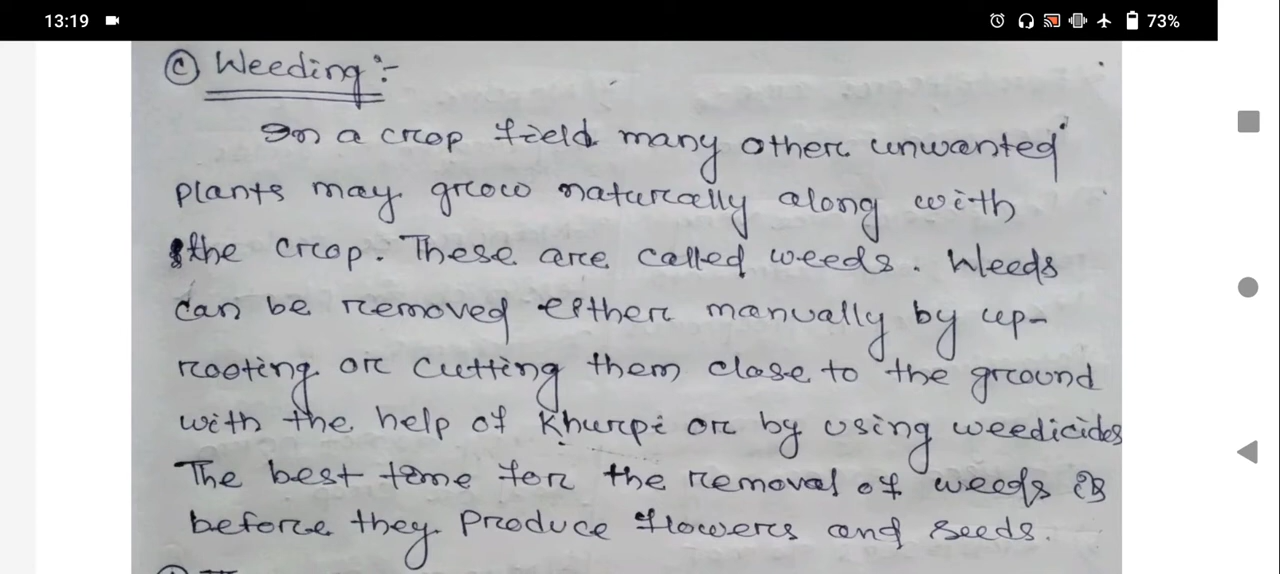 13:19
73%
© Weeding :-
In a crop field many other unwanted
plants may grow naturally along with
the crop. These are called weeds. Weeds
can be removed either manually by up-
rooting or cutting them close to the ground
with the help of Khurpi or by using weedicides
The best time for the removal of weeds is
before they produce flowers and seeds.